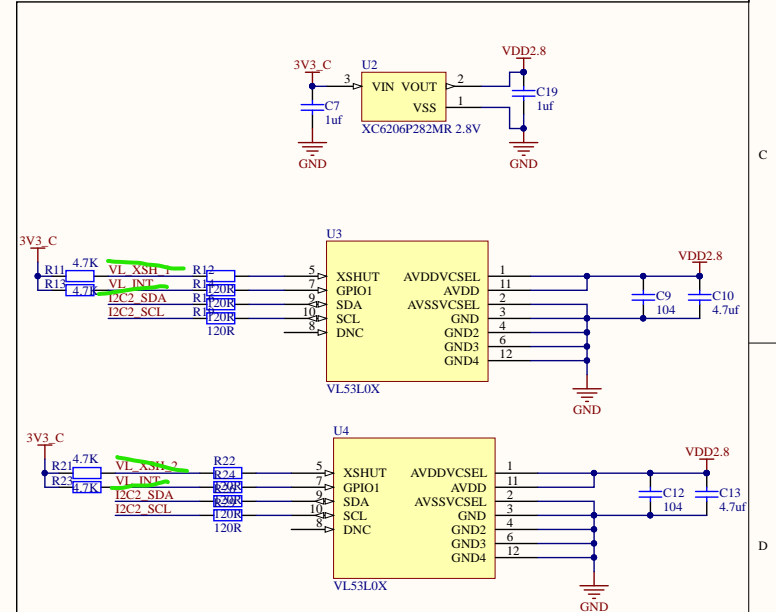 U2
3V3_C
VDD2.8
3 VIN VOUT 2
C7
1uf
VSS 1
C19
1uf
XC6206P282MR 2.8V
GND
GND
C
U3
3V3_C
4.7K
R11 VL_XSH_1 R12 5 XSHUT AVDDVCSEL 1
VDD2.8
R13 4.7K VL_INT 120R 7 GPIO1 AVDD 11
I2C2_SDA 120R 9 SDA AVSSVCSEL 2
I2C2_SCL 120R 10 SCL GND 3
C9
104
C10
4.7uf
120R 8 DNC GND2 4
GND3 6
GND4 12
VL53L0X
GND
U4
3V3_C
4.7K
R22
R21 VL_XSH_2 5 XSHUT AVDDVCSEL 1
VDD2.8
R23 4.7K VL_INT R24 7 GPIO1 AVDD 11
I2C2_SDA 9 SDA AVSSVCSEL 2
I2C2_SCL 120R 10 SCL GND 3
C12
104
C13
4.7uf
120R 8 DNC GND2 4
GND3 6
GND4 12
VL53L0X
GND
D